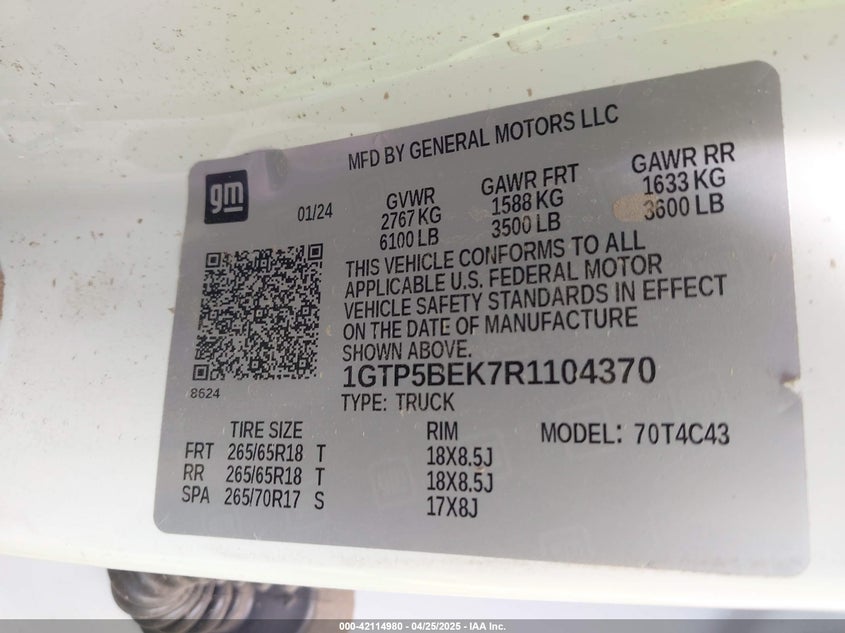 MFD BY GENERAL MOTORS LLC
gm
01/24
GVWR
2767 KG
6100 LB
GAWR FRT
1588 KG
3500 LB
GAWR RR
1633 KG
3600 LB
THIS VEHICLE CONFORMS TO ALL
APPLICABLE U.S. FEDERAL MOTOR
VEHICLE SAFETY STANDARDS IN EFFECT
ON THE DATE OF MANUFACTURE
SHOWN ABOVE.
8624
1GTP5BEK7R1104370
TYPE: TRUCK
TIRE SIZE RIM MODEL: 70T4C43
FRT 265/65R18 T 18X8.5J
RR 265/65R18 T 18X8.5J
SPA 265/70R17 S 17X8J
000-42114980 - 04/25/2025 - IAA Inc.